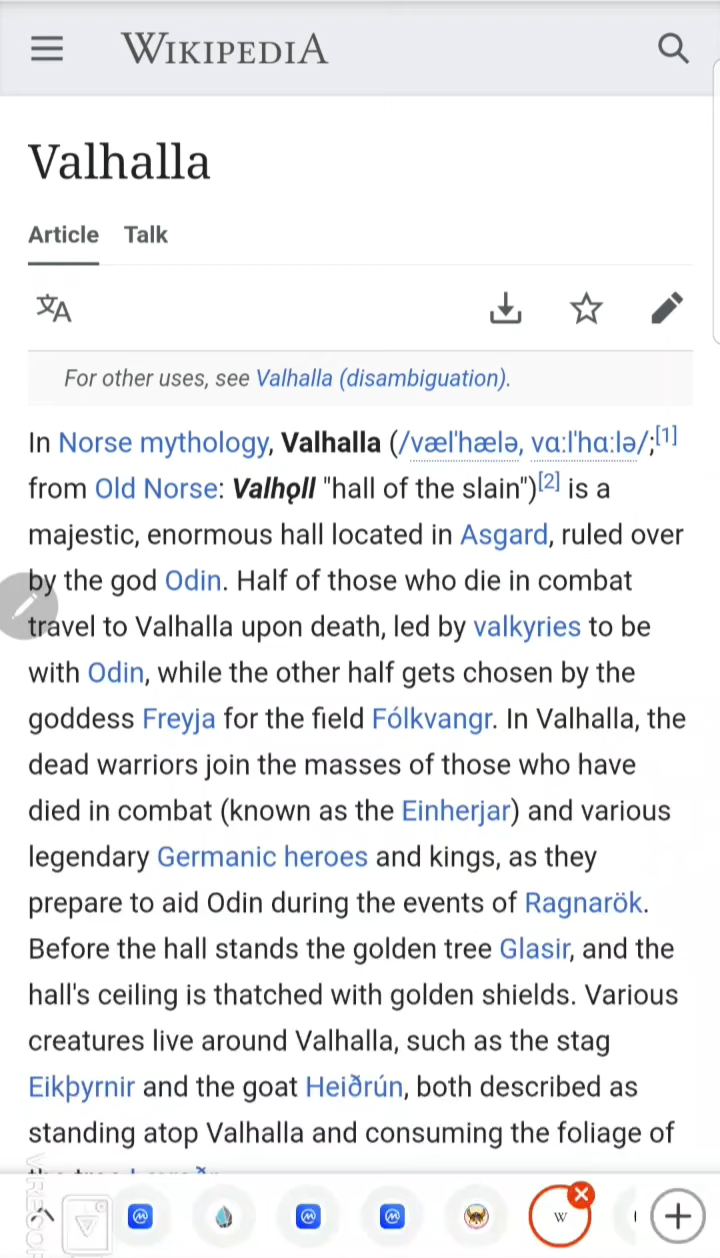 WIKIPEDIA
Valhalla
Article Talk
For other uses, see Valhalla (disambiguation).
In Norse mythology, Valhalla (/vælˈhælə, vɑːlˈhɑːlə/;[1]
from Old Norse: Valhǫll "hall of the slain")[2] is a
majestic, enormous hall located in Asgard, ruled over
by the god Odin. Half of those who die in combat
travel to Valhalla upon death, led by valkyries to be
with Odin, while the other half gets chosen by the
goddess Freyja for the field Fólkvangr. In Valhalla, the
dead warriors join the masses of those who have
died in combat (known as the Einherjar) and various
legendary Germanic heroes and kings, as they
prepare to aid Odin during the events of Ragnarök.
Before the hall stands the golden tree Glasir, and the
hall's ceiling is thatched with golden shields. Various
creatures live around Valhalla, such as the stag
Eikþyrnir and the goat Heiðrún, both described as
standing atop Valhalla and consuming the foliage of
W